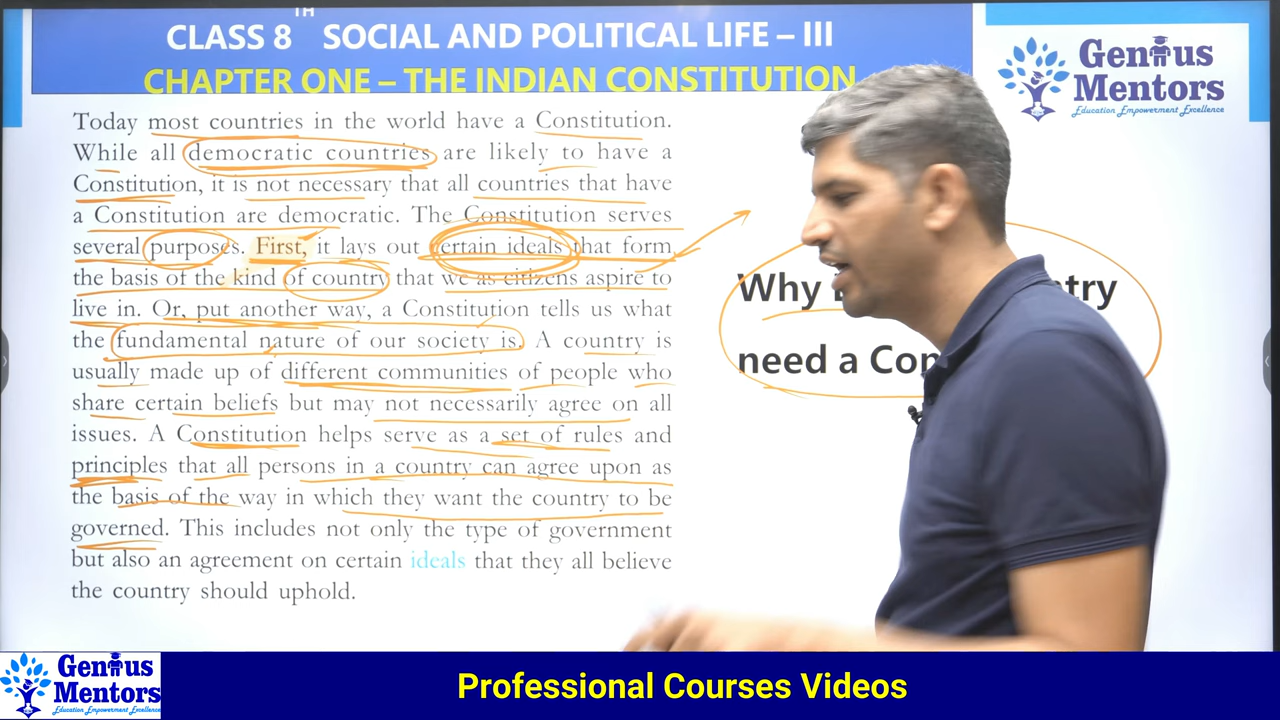 CLASS 8TH SOCIAL AND POLITICAL LIFE – III
CHAPTER ONE – THE INDIAN CONSTITUTION
Genius
Mentors
Education Empowerment Excellence
Today most countries in the world have a Constitution.
While all democratic countries are likely to have a
Constitution, it is not necessary that all countries that have
a Constitution are democratic. The Constitution serves
several purposes. First, it lays out certain ideals that form
the basis of the kind of country that we as citizens aspire to
live in. Or, put another way, a Constitution tells us what
the fundamental nature of our society is. A country is
usually made up of different communities of people who
share certain beliefs but may not necessarily agree on all
issues. A Constitution helps serve as a set of rules and
principles that all persons in a country can agree upon as
the basis of the way in which they want the country to be
governed. This includes not only the type of government
but also an agreement on certain ideals that they all believe
the country should uphold.
Why
need a
Genius
Mentors
Education Empowerment Excellence
Professional Courses Videos